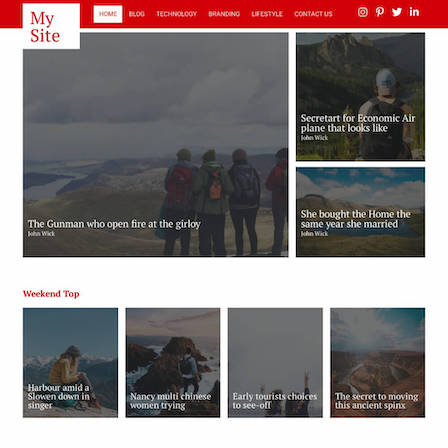 My
Site
HOME
BLOG
TECHNOLOGY
BRANDING
LIFESTYLE
CONTACT US
The Gunman who open fire at the girloy
John Wick
Secretart for Economic Air
plane that looks like
John Wick
She bought the Home the
same year she married
John Wick
Weekend Top
Harbour amid a
Slowen down in
singer
Nancy multi chinese
women trying
Early tourists choices
to see-off
The secret to moving
this ancient spinx